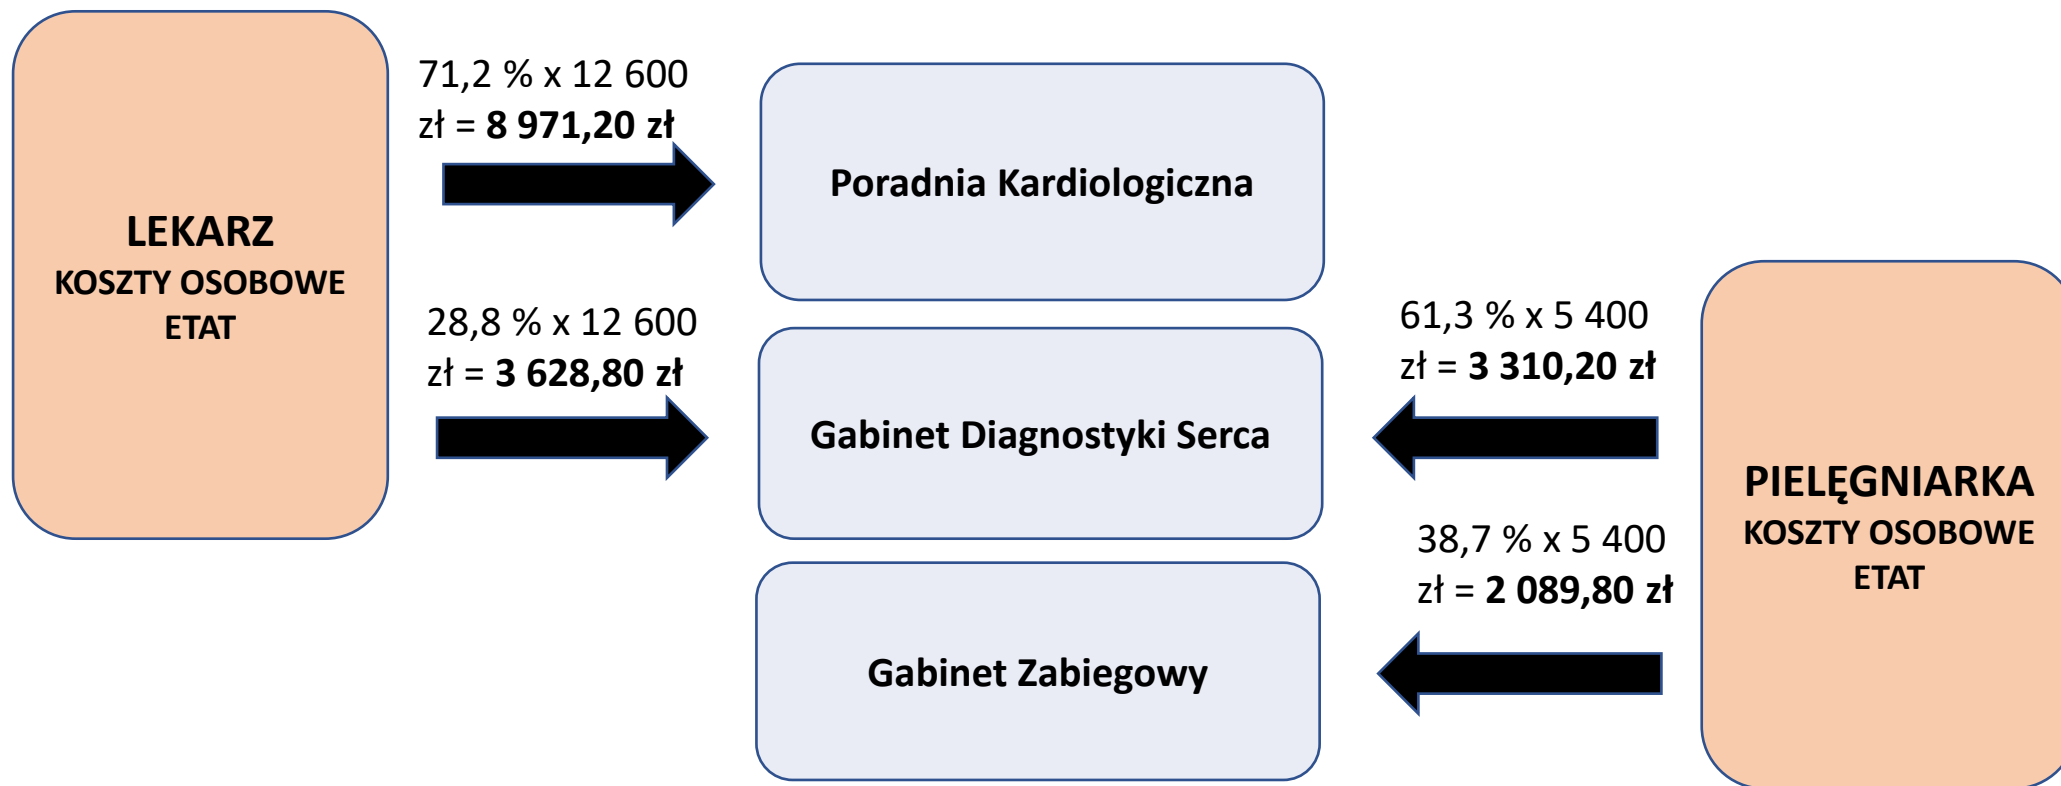 LEKARZ
KOSZTY OSOBOWE
ETAT
71,2 % x 12 600
zł = 8 971,20 zł
28,8 % x 12 600
zł = 3 628,80 zł
Poradnia Kardiologiczna
Gabinet Diagnostyki Serca
Gabinet Zabiegowy
61,3 % x 5 400
zł = 3 310,20 zł
38,7 % x 5 400
zł = 2 089,80 zł
PIELĘGNIARKA
KOSZTY OSOBOWE
ETAT